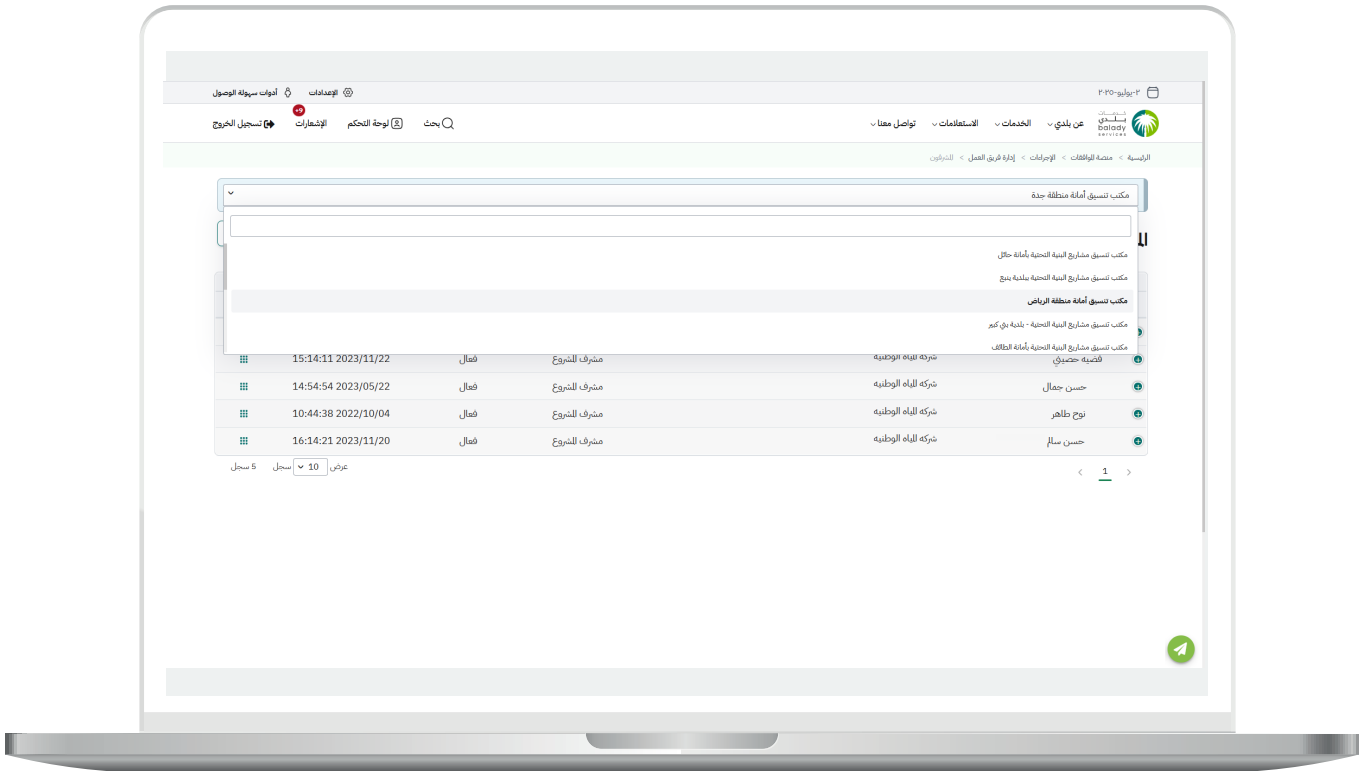 ٢-يوليو-٢٠٢٥
الإعدادات
أدوات سهولة الوصول
خدمات
بلدي
balady
services
عن بلدي
الخدمات
الاستعلامات
تواصل معنا
بحث
لوحة التحكم
الإشعارات
+9
تسجيل الخروج
الرئيسية > منصة الموافقات > الإجراءات > إدارة فريق العمل > المشرفون
مكتب تنسيق أمانة منطقة جدة
مكتب تنسيق مشاريع البنية التحتية بأمانة حائل
مكتب تنسيق مشاريع البنية التحتية ببلدية ينبع
مكتب تنسيق أمانة منطقة الرياض
مكتب تنسيق مشاريع البنية التحتية - بلدية بني كبير
مكتب تنسيق مشاريع البنية التحتية بأمانة الطائف
فضيه حصيني شركه المياه الوطنيه مشرف المشروع فعال 2023/11/22 15:14:11
حسن جمال شركه المياه الوطنيه مشرف المشروع فعال 2023/05/22 14:54:54
نوح طاهر شركه المياه الوطنيه مشرف المشروع فعال 2022/10/04 10:44:38
حسن سالم شركه المياه الوطنيه مشرف المشروع فعال 2023/11/20 16:14:21
1
عرض 10 سجل 5 سجل